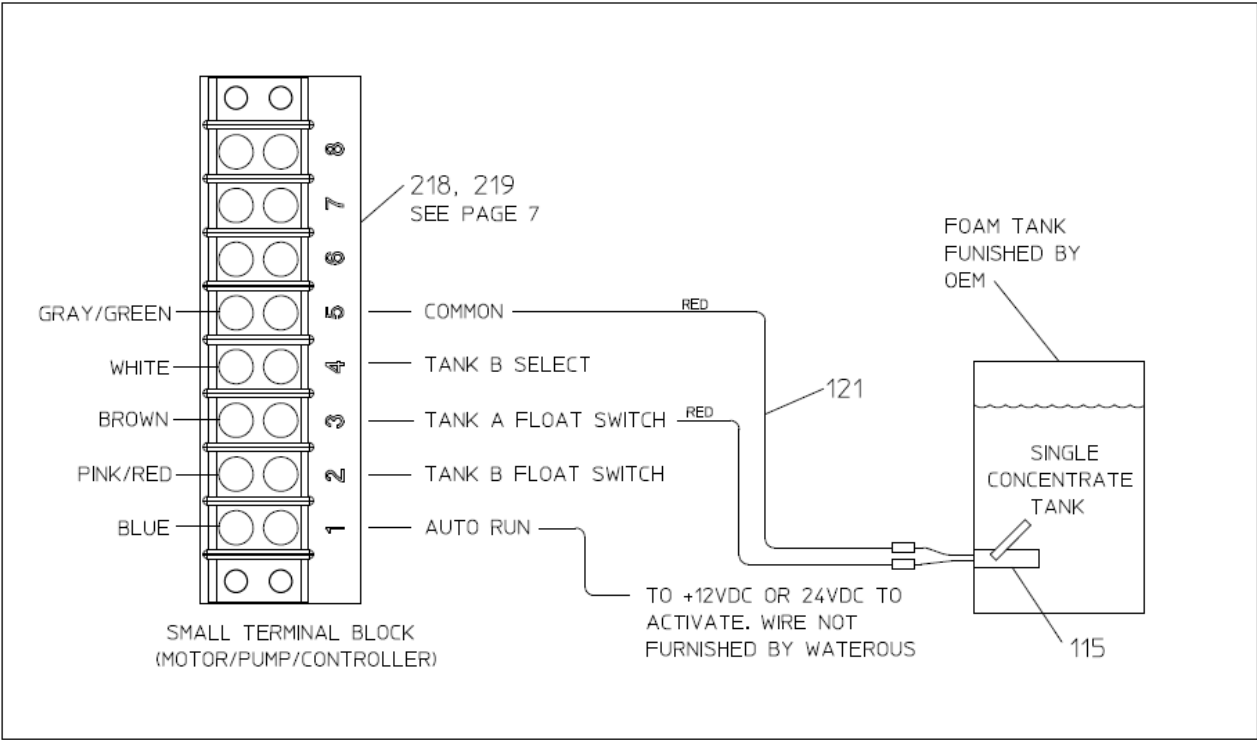 8
7
218, 219
SEE PAGE 7
6
FOAM TANK
FUNISHED BY
OEM
GRAY/GREEN
5
COMMON
RED
WHITE
4
TANK B SELECT
121
BROWN
3
TANK A FLOAT SWITCH
RED
PINK/RED
2
TANK B FLOAT SWITCH
SINGLE
CONCENTRATE
TANK
BLUE
1
AUTO RUN
TO +12VDC OR 24VDC TO
ACTIVATE. WIRE NOT
FURNISHED BY WATEROUS
115
SMALL TERMINAL BLOCK
(MOTOR/PUMP/CONTROLLER)